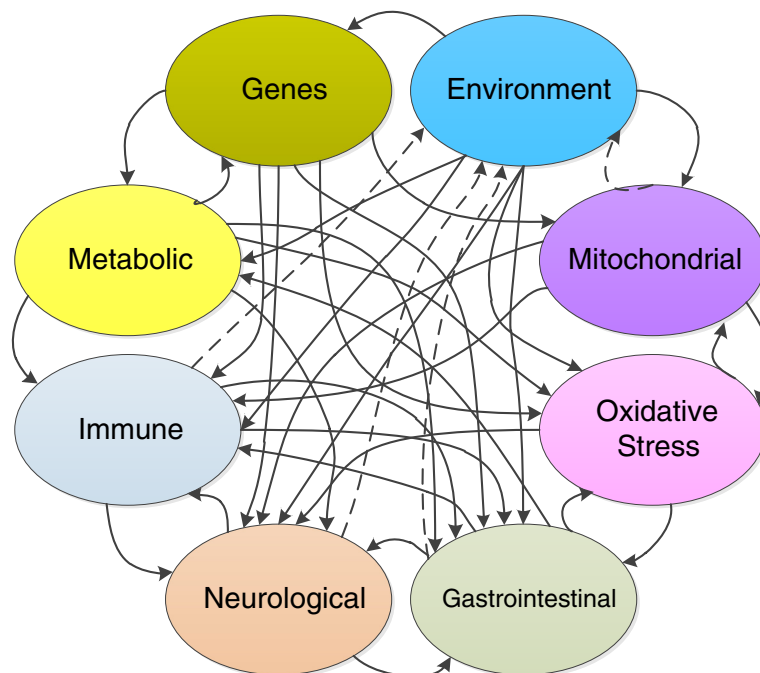 Genes
Environment
Metabolic
Mitochondrial
Immune
Oxidative
Stress
Neurological
Gastrointestinal